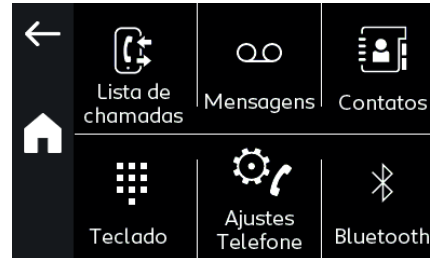 Lista de
chamadas
Mensagens
Contatos
Teclado
Ajustes
Telefone
Bluetooth